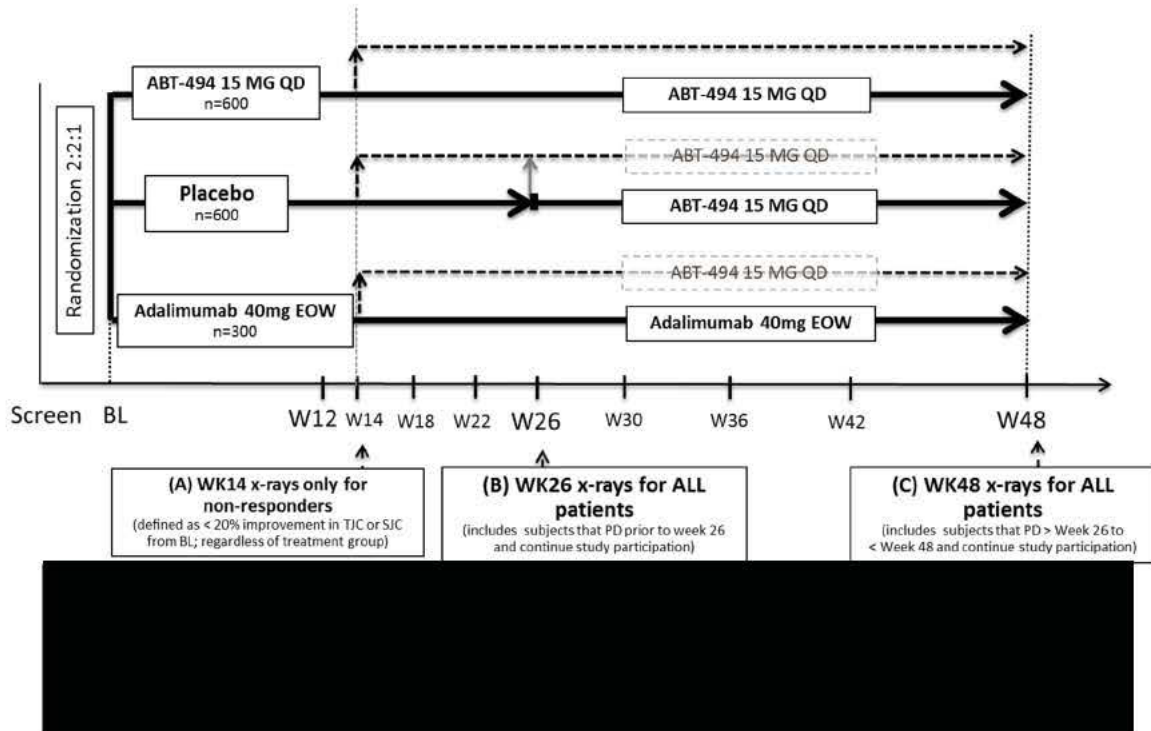 Randomization 2:2:1
ABT-494 15 MG QD
n=600
ABT-494 15 MG QD
ABT-494 15 MG QD
Placebo
n=600
ABT-494 15 MG QD
ABT-494 15 MG QD
Adalimumab 40mg EOW
n=300
Adalimumab 40mg EOW
Screen BL W12 W14 W18 W22 W26 W30 W36 W42 W48
(A) WK14 x-rays only for
non-responders
(defined as < 20% improvement in TJC or SJC
from BL; regardless of treatment group)
(B) WK26 x-rays for ALL
patients
(includes subjects that PD prior to week 26
and continue study participation)
(C) WK48 x-rays for ALL
patients
(includes subjects that PD > Week 26 to
< Week 48 and continue study participation)